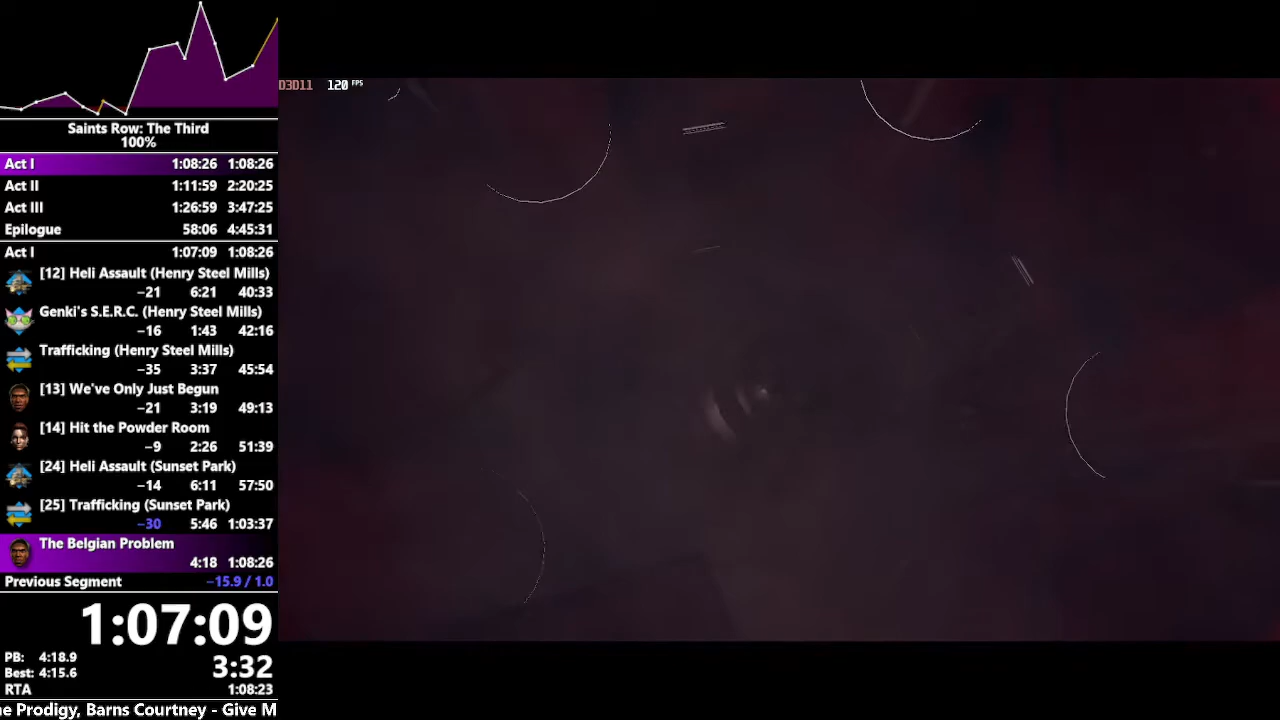 Saints Row: The Third
100%
Act I 1:08:26 1:08:26
Act II 1:11:59 2:20:25
Act III 1:26:59 3:47:25
Epilogue 58:06 4:45:31
Act I 1:07:09 1:08:26
[12] Heli Assault (Henry Steel Mills)
−21 6:21 40:33
Genki's S.E.R.C. (Henry Steel Mills)
−16 1:43 42:16
Trafficking (Henry Steel Mills)
−35 3:37 45:54
[13] We've Only Just Begun
−21 3:19 49:13
[14] Hit the Powder Room
−9 2:26 51:39
[24] Heli Assault (Sunset Park)
−14 6:11 57:50
[25] Trafficking (Sunset Park)
−30 5:46 1:03:37
The Belgian Problem
4:18 1:08:26
Previous Segment −15.9 / 1.0
1:07:09
PB: 4:18.9
Best: 4:15.6
3:32
RTA 1:08:23
ne Prodigy, Barns Courtney - Give M
D3D11 120 FPS